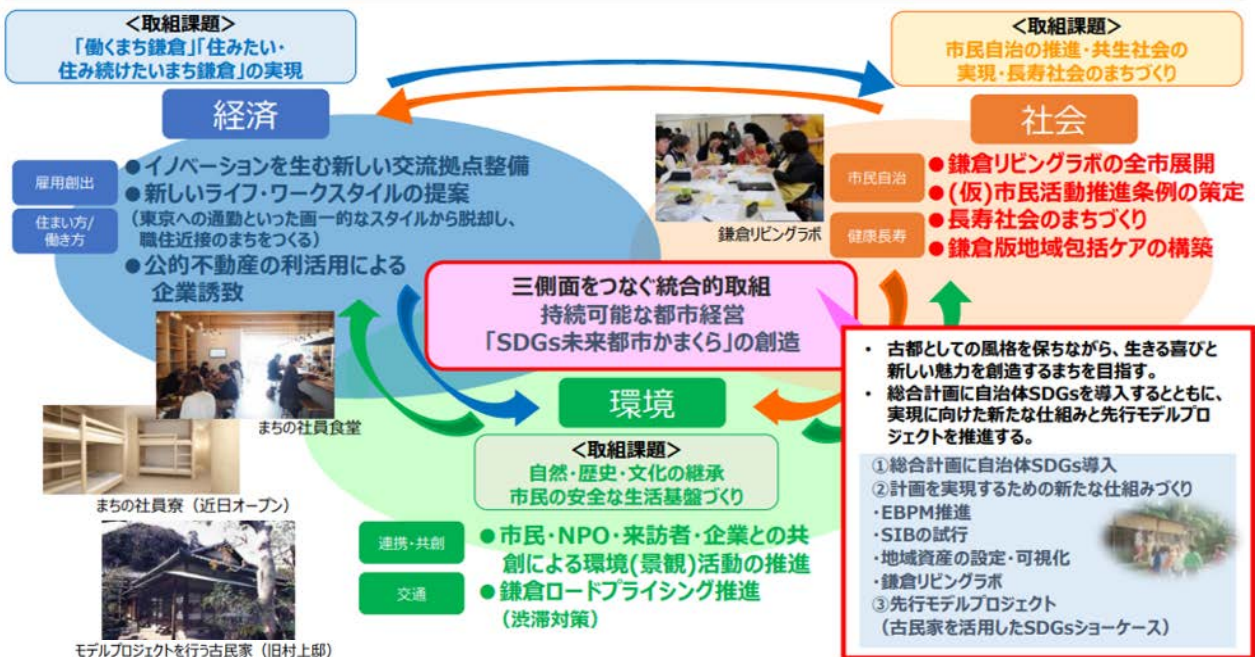 <取組課題>
「働くまち鎌倉」「住みたい・
住み続けたいまち鎌倉」の実現
経済
雇用創出
住まい方/
働き方
●イノベーションを生む新しい交流拠点整備
●新しいライフ・ワークスタイルの提案
(東京への通勤といった画一的なスタイルから脱却し、
職住近接のまちをつくる)
●公的不動産の利活用による
企業誘致
まちの社員食堂
まちの社員寮（近日オープン）
モデルプロジェクトを行う古民家（旧村上邸）
<取組課題>
市民自治の推進・共生社会の
実現・長寿社会のまちづくり
社会
鎌倉リビングラボ
市民自治
健康長寿
●鎌倉リビングラボの全市展開
●(仮)市民活動推進条例の策定
●長寿社会のまちづくり
●鎌倉版地域包括ケアの構築
三側面をつなぐ統合的取組
持続可能な都市経営
「SDGs未来都市かまくら」の創造
環境
<取組課題>
自然・歴史・文化の継承
市民の安全な生活基盤づくり
連携・共創
交通
●市民・NPO・来訪者・企業との共
創による環境(景観)活動の推進
●鎌倉ロードプライシング推進
(渋滞対策)
• 古都としての風格を保ちながら、生きる喜びと
新しい魅力を創造するまちを目指す。
• 総合計画に自治体SDGsを導入するとともに、
実現に向けた新たな仕組みと先行モデルプロ
ジェクトを推進する。
①総合計画に自治体SDGs導入
②計画を実現するための新たな仕組みづくり
・EBPM推進
・SIBの試行
・地域資産の設定・可視化
・鎌倉リビングラボ
③先行モデルプロジェクト
(古民家を活用したSDGsショーケース)